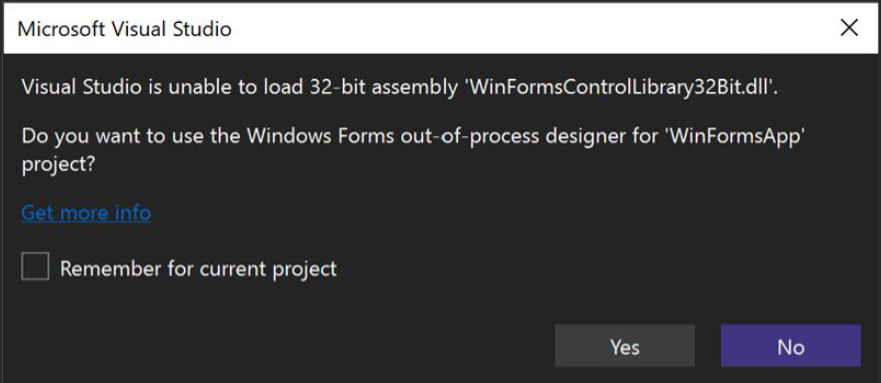 Microsoft Visual Studio
Visual Studio is unable to load 32-bit assembly 'WinFormsControlLibrary32Bit.dll'.
Do you want to use the Windows Forms out-of-process designer for 'WinFormsApp'
project?
Get more info
Remember for current project
Yes
No